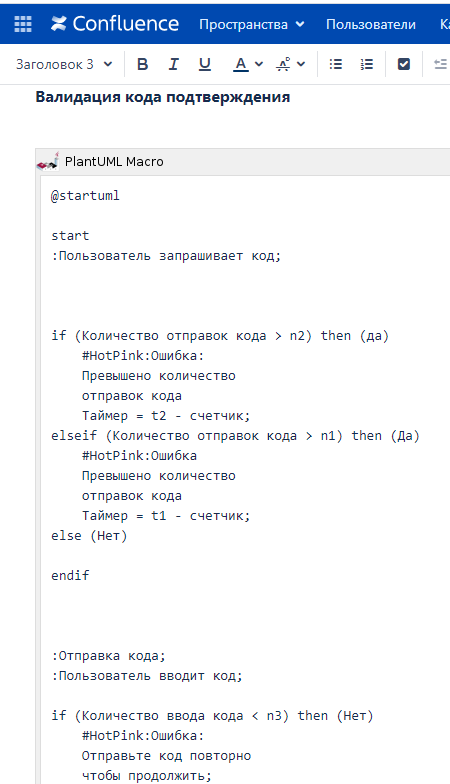 Confluence Пространства Пользователи Ка
Заголовок 3 B I U A
Валидация кода подтверждения
PlantUML Macro
@startuml
start
:Пользователь запрашивает код;
if (Количество отправок кода > n2) then (да)
#HotPink:Ошибка:
Превышено количество
отправок кода
Таймер = t2 - счетчик;
elseif (Количество отправок кода > n1) then (Да)
#HotPink:Ошибка
Превышено количество
отправок кода
Таймер = t1 - счетчик;
else (Нет)
endif
:Отправка кода;
:Пользователь вводит код;
if (Количество ввода кода < n3) then (Нет)
#HotPink:Ошибка:
Отправьте код повторно
чтобы продолжить;